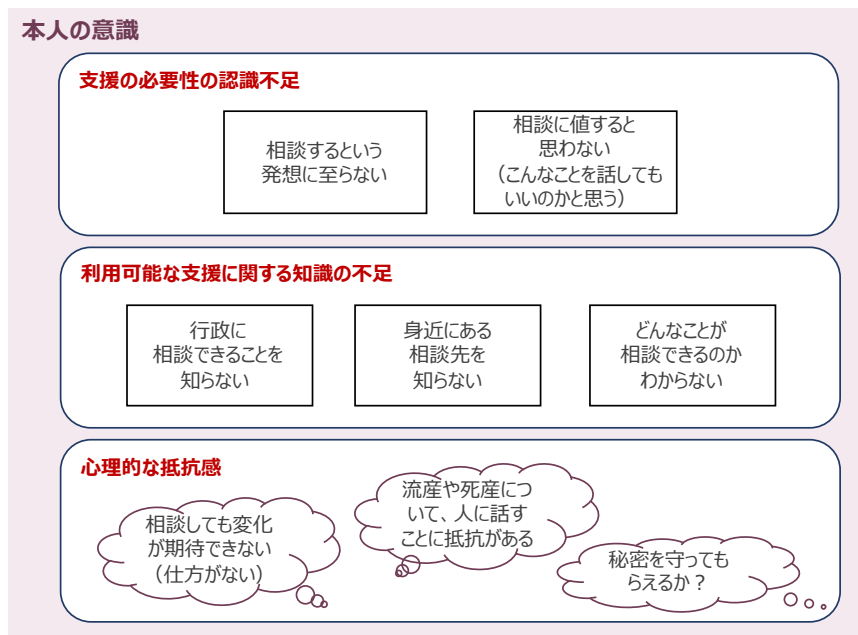 本人の意識
支援の必要性の認識不足
相談するという
発想に至らない
相談に値すると
思わない
（こんなことを話しても
いいのかと思う）
利用可能な支援に関する知識の不足
行政に
相談できることを
知らない
身近にある
相談先を
知らない
どんなことが
相談できるのか
わからない
心理的な抵抗感
相談しても変化
が期待できない
（仕方がない）
流産や死産につ
いて、人に話す
ことに抵抗がある
秘密を守っても
らえるか？